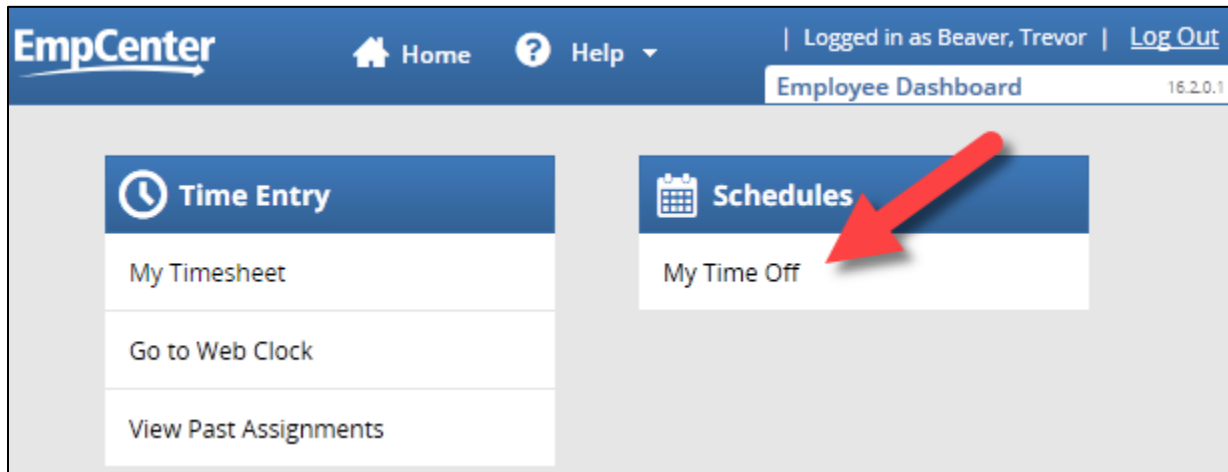 EmpCenter
Home
? Help
| Logged in as Beaver, Trevor | Log Out
Employee Dashboard
16.2.0.1
Time Entry
My Timesheet
Go to Web Clock
View Past Assignments
Schedules
My Time Off